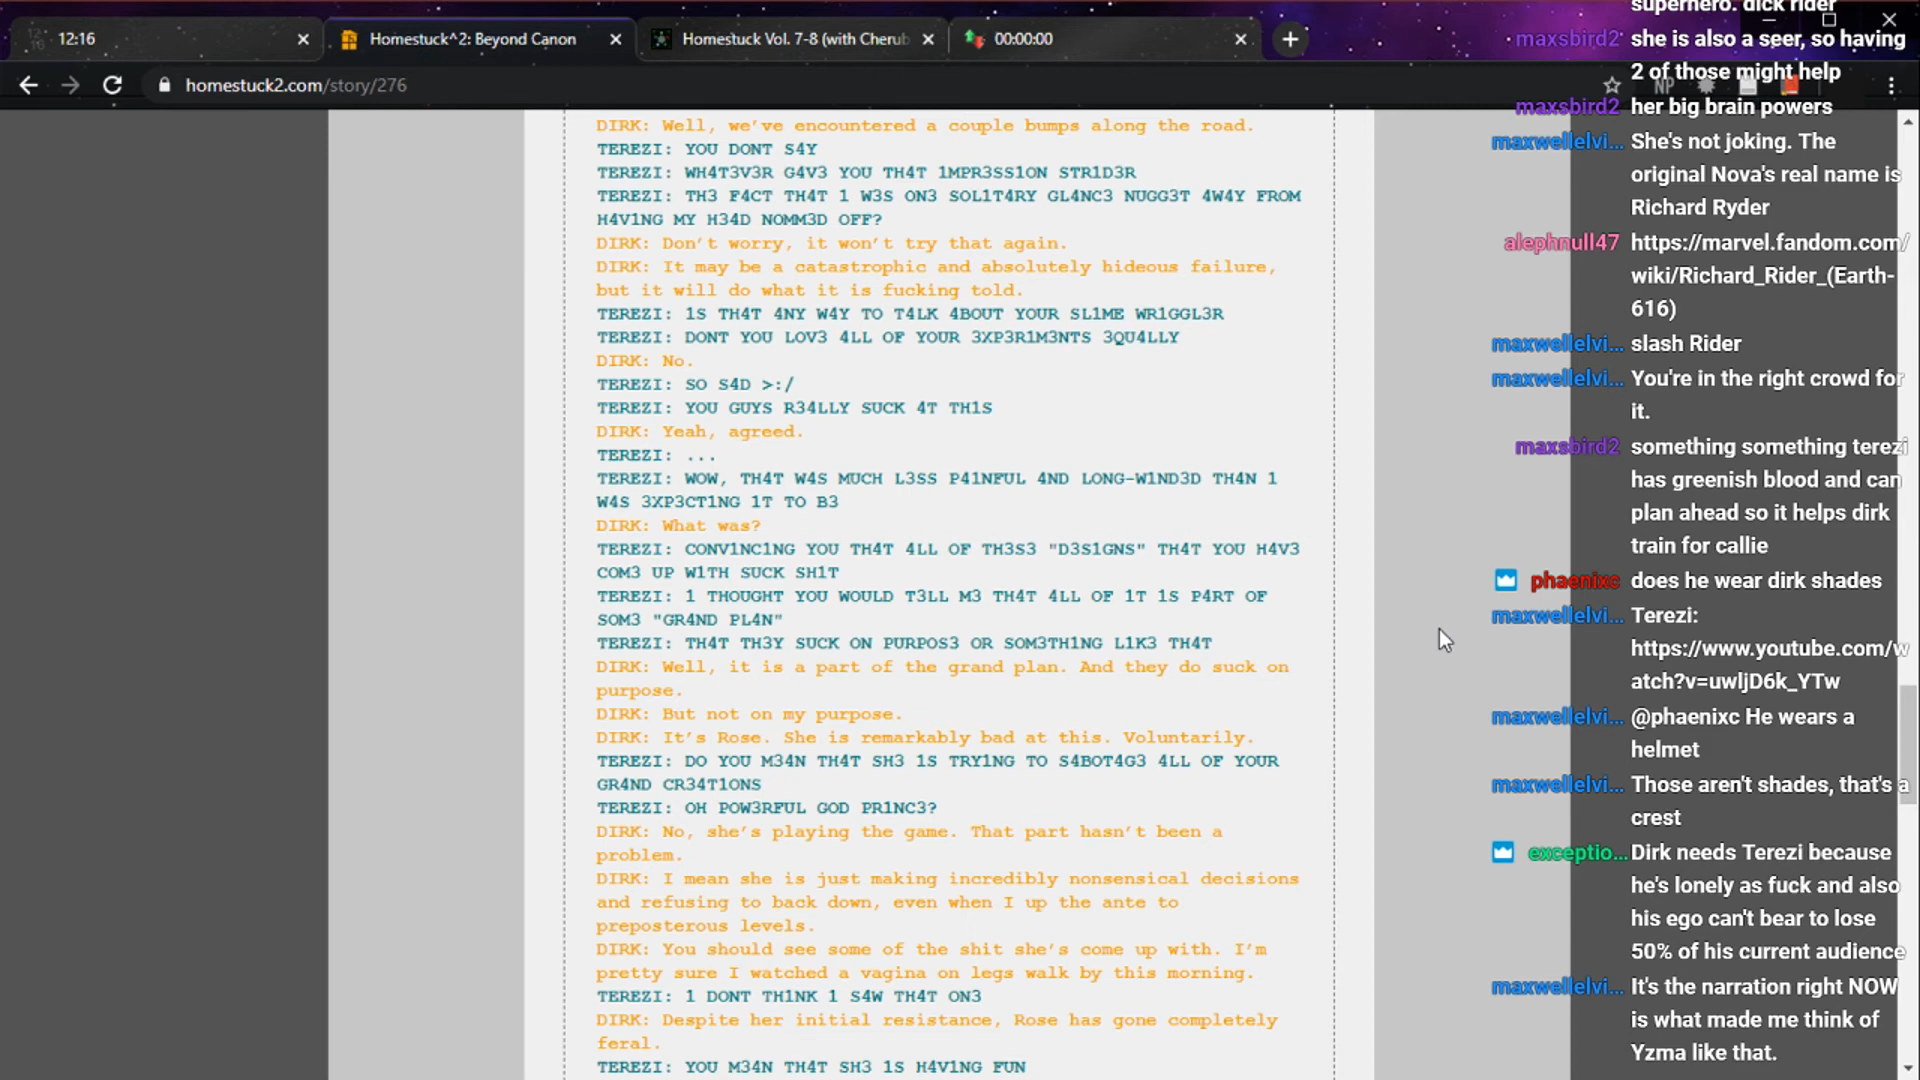 12:16
Homestuck^2: Beyond Canon
Homestuck Vol. 7-8 (with Cherub
00:00:00
homestuck2.com/story/276
NP
DIRK: Well, we've encountered a couple bumps along the road.
TEREZI: YOU DONT S4Y
TEREZI: WH4T3V3R G4V3 YOU TH4T 1MPR3SS1ON STR1D3R
TEREZI: TH3 F4CT TH4T 1 W3S ON3 SOL1T4RY GL4NC3 NUGG3T 4W4Y FROM
H4V1NG MY H34D NOMM3D OFF?
DIRK: Don't worry, it won't try that again.
DIRK: It may be a catastrophic and absolutely hideous failure,
but it will do what it is fucking told.
TEREZI: 1S TH4T 4NY W4Y TO T4LK 4BOUT YOUR SL1ME WR1GGL3R
TEREZI: DONT YOU LOV3 4LL OF YOUR 3XP3R1M3NTS 3QU4LLY
DIRK: No.
TEREZI: SO S4D >:/
TEREZI: YOU GUYS R34LLY SUCK 4T TH1S
DIRK: Yeah, agreed.
TEREZI: ...
TEREZI: WOW, TH4T W4S MUCH L3SS P41NFUL 4ND LONG-W1ND3D TH4N 1
W4S 3XP3CT1NG 1T TO B3
DIRK: What was?
TEREZI: CONV1NC1NG YOU TH4T 4LL OF TH3S3 "D3S1GNS" TH4T YOU H4V3
COM3 UP W1TH SUCK SH1T
TEREZI: 1 THOUGHT YOU WOULD T3LL M3 TH4T 4LL OF 1T 1S P4RT OF
SOM3 "GR4ND PL4N"
TEREZI: TH4T TH3Y SUCK ON PURPOS3 OR SOM3TH1NG L1K3 TH4T
DIRK: Well, it is a part of the grand plan. And they do suck on
purpose.
DIRK: But not on my purpose.
DIRK: It's Rose. She is remarkably bad at this. Voluntarily.
TEREZI: DO YOU M34N TH4T SH3 1S TRY1NG TO S4BOT4G3 4LL OF YOUR
GR4ND CR34T1ONS
TEREZI: OH POW3RFUL GOD PR1NC3?
DIRK: No, she's playing the game. That part hasn't been a
problem.
DIRK: I mean she is just making incredibly nonsensical decisions
and refusing to back down, even when I up the ante to
preposterous levels.
DIRK: You should see some of the shit she's come up with. I'm
pretty sure I watched a vagina on legs walk by this morning.
TEREZI: 1 DONT TH1NK 1 S4W TH4T ON3
DIRK: Despite her initial resistance, Rose has gone completely
feral.
TEREZI: YOU M34N TH4T SH3 1S H4V1NG FUN
superhero. dick rider
maxsbird2 she is also a seer, so having
2 of those might help
maxsbird2 her big brain powers
maxwellelvi... She's not joking. The
original Nova's real name is
Richard Ryder
alephnull47 https://marvel.fandom.com/
wiki/Richard_Rider_(Earth-
616)
maxwellelvi... slash Rider
maxwellelvi... You're in the right crowd for
it.
maxsbird2 something something terezi
has greenish blood and can
plan ahead so it helps dirk
train for callie
phaenixc does he wear dirk shades
maxwellelvi... Terezi:
https://www.youtube.com/w
atch?v=uwljD6k_YTw
maxwellelvi... @phaenixc He wears a
helmet
maxwellelvi... Those aren't shades, that's a
crest
exceptio... Dirk needs Terezi because
he's lonely as fuck and also
his ego can't bear to lose
50% of his current audience
maxwellelvi... It's the narration right NOW
is what made me think of
Yzma like that.